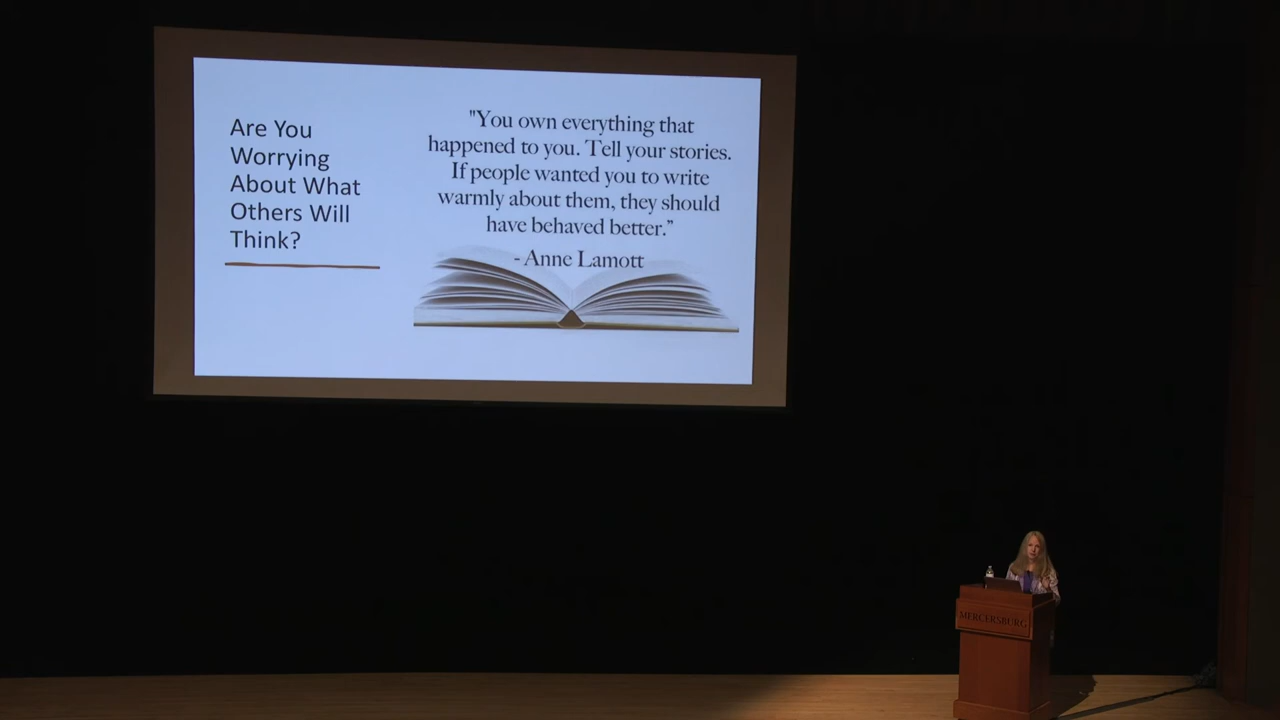 Are You
Worrying
About What
Others Will
Think?
"You own everything that
happened to you. Tell your stories.
If people wanted you to write
warmly about them, they should
have behaved better.”
- Anne Lamott
MERCERSBURG